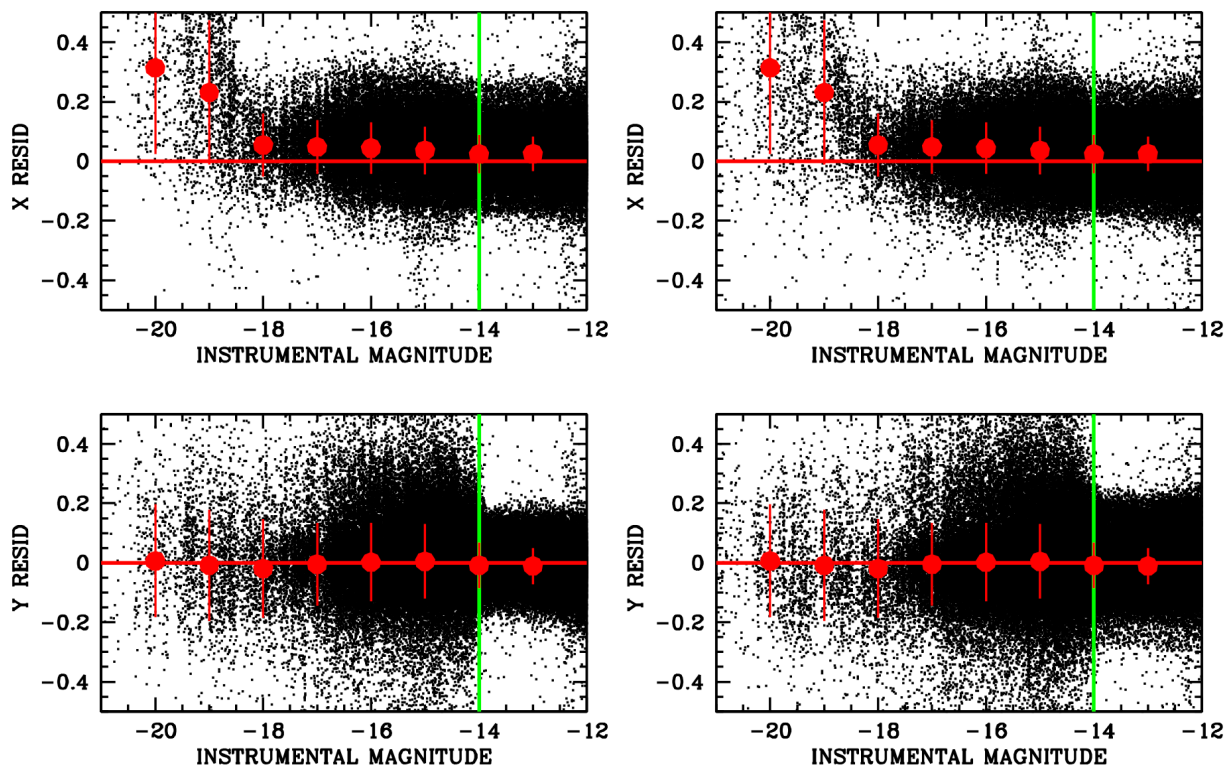 0.4 0.4
0.2 0.2
X RESID 0 X RESID 0
-0.2 -0.2
-0.4 -0.4
-20 -18 -16 -14 -12 -20 -18 -16 -14 -12
INSTRUMENTAL MAGNITUDE INSTRUMENTAL MAGNITUDE
0.4 0.4
0.2 0.2
Y RESID 0 Y RESID 0
-0.2 -0.2
-0.4 -0.4
-20 -18 -16 -14 -12 -20 -18 -16 -14 -12
INSTRUMENTAL MAGNITUDE INSTRUMENTAL MAGNITUDE